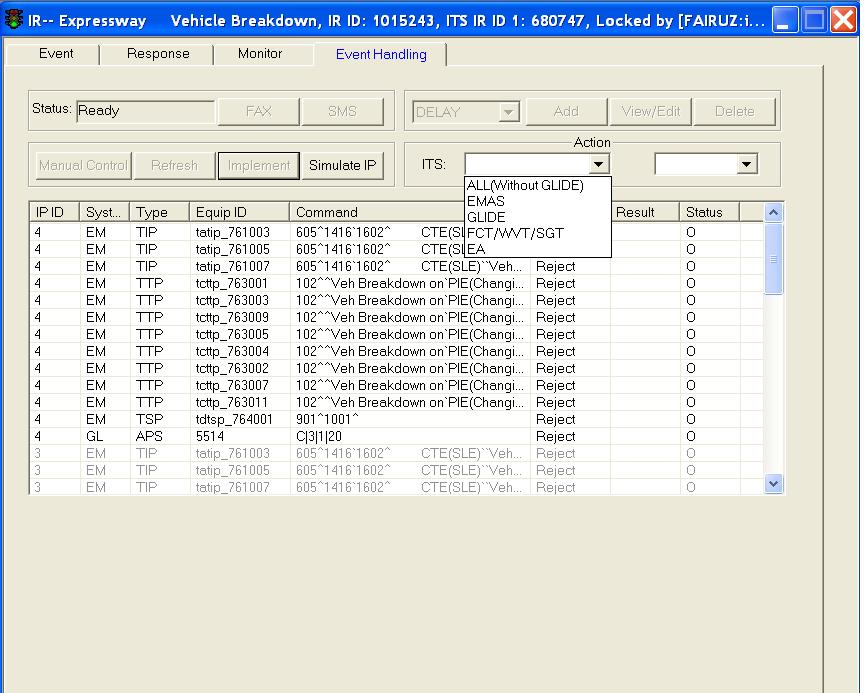 IR-- Expressway Vehicle Breakdown, IR ID: 1015243, ITS IR ID 1: 680747, Locked by [FAIRUZ:i...
Event Response Monitor Event Handling
Status: Ready FAX SMS DELAY Add View/Edit Delete
Action
Manual Control Refresh Implement Simulate IP ITS:
ALL(Without GLIDE)
EMAS
GLIDE
FCT/WVT/SGT
EA
IP ID Syst... Type Equip ID Command Result Status
4 EM TIP tatip_761003 605^1416`1602^ CTE(SL O
4 EM TIP tatip_761005 605^1416`1602^ CTE(SL O
4 EM TIP tatip_761007 605^1416`1602^ CTE(SLE)``Veh... Reject O
4 EM TTP tcttp_763001 102^^Veh Breakdown on`PIE(Changi... Reject O
4 EM TTP tcttp_763003 102^^Veh Breakdown on`PIE(Changi... Reject O
4 EM TTP tcttp_763009 102^^Veh Breakdown on`PIE(Changi... Reject O
4 EM TTP tcttp_763005 102^^Veh Breakdown on`PIE(Changi... Reject O
4 EM TTP tcttp_763004 102^^Veh Breakdown on`PIE(Changi... Reject O
4 EM TTP tcttp_763002 102^^Veh Breakdown on`PIE(Changi... Reject O
4 EM TTP tcttp_763007 102^^Veh Breakdown on`PIE(Changi... Reject O
4 EM TTP tcttp_763011 102^^Veh Breakdown on`PIE(Changi... Reject O
4 EM TSP tdtsp_764001 901^1001^ Reject O
4 GL APS 5514 C|3|1|20 Reject O
3 EM TIP tatip_761003 605^1416`1602^ CTE(SLE)``Veh... Reject O
3 EM TIP tatip_761005 605^1416`1602^ CTE(SLE)``Veh... Reject O
3 EM TIP tatip_761007 605^1416`1602^ CTE(SLE)``Veh... Reject O